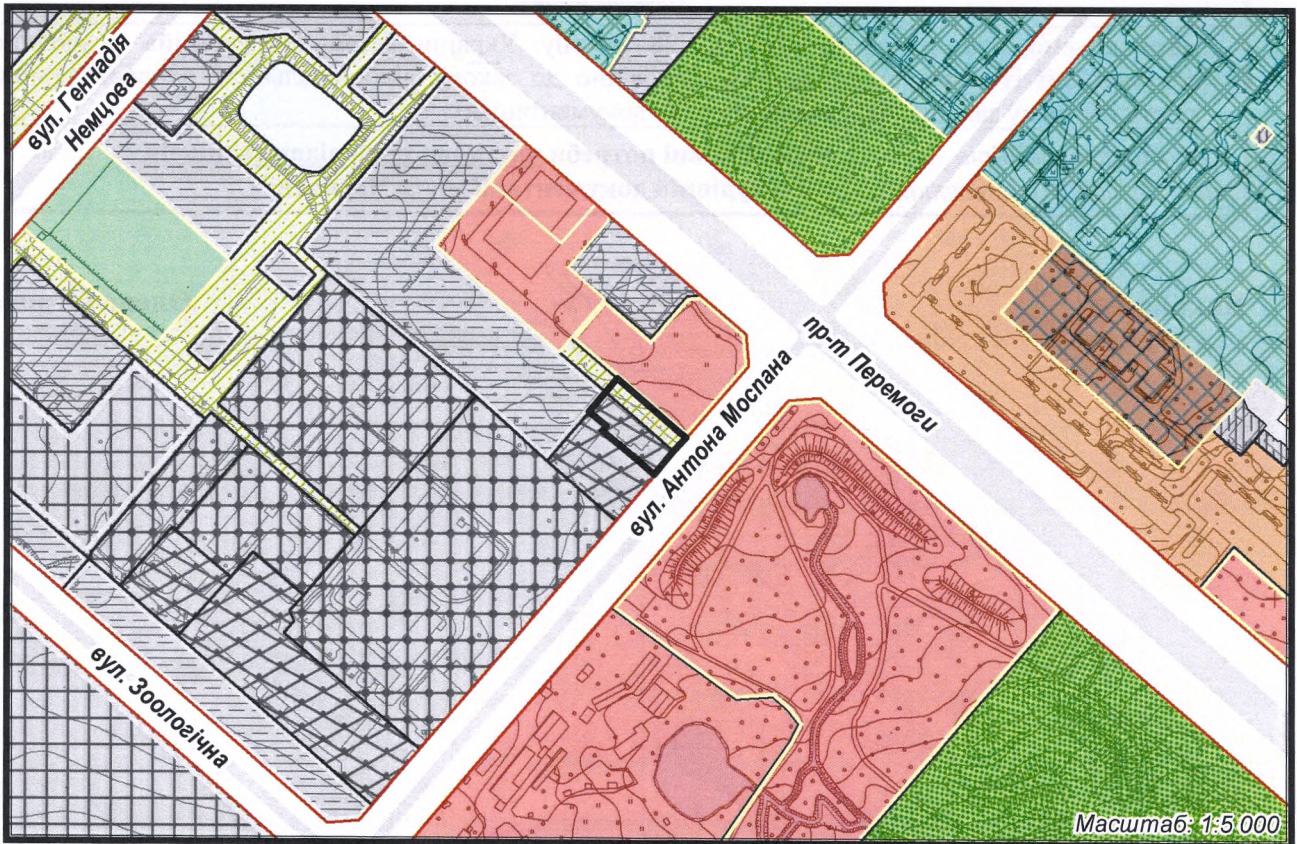 вул. Геннадія
Немцова
пр-т Перемоги
вул. Антона Моспана
вул. Зоологічна
Масштаб: 1:5 000